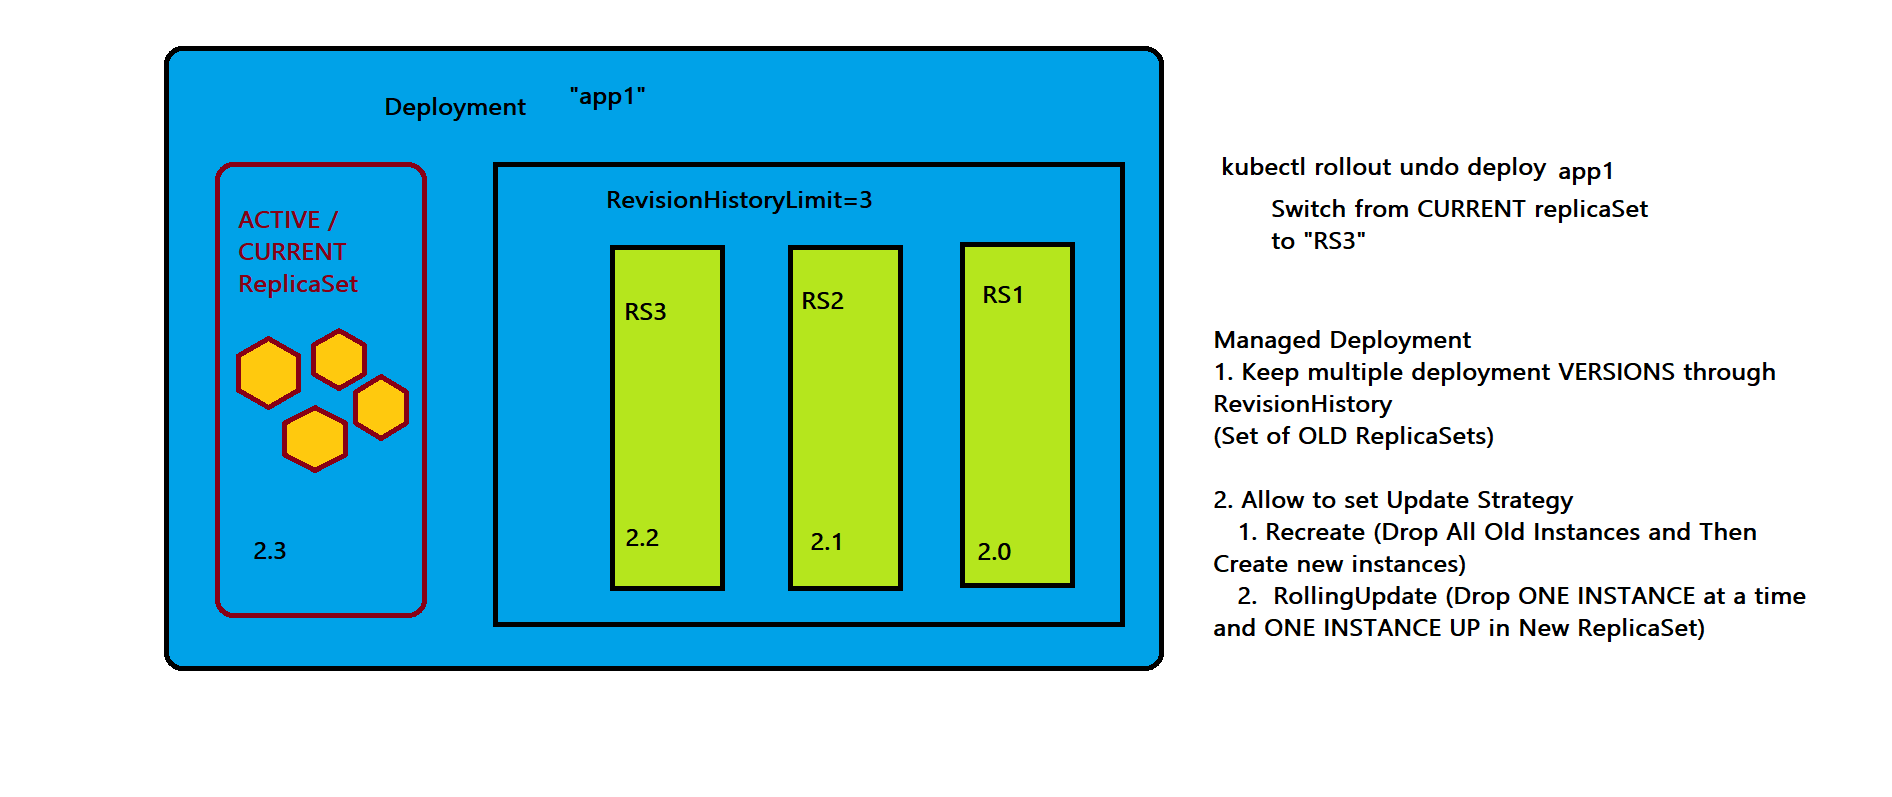 Deployment "app1"
ACTIVE /
CURRENT
ReplicaSet
2.3
RevisionHistoryLimit=3
RS3
2.2
RS2
2.1
RS1
2.0
kubectl rollout undo deploy app1
Switch from CURRENT replicaSet
to "RS3"
Managed Deployment
1. Keep multiple deployment VERSIONS through
RevisionHistory
(Set of OLD ReplicaSets)
2. Allow to set Update Strategy
1. Recreate (Drop All Old Instances and Then
Create new instances)
2. RollingUpdate (Drop ONE INSTANCE at a time
and ONE INSTANCE UP in New ReplicaSet)